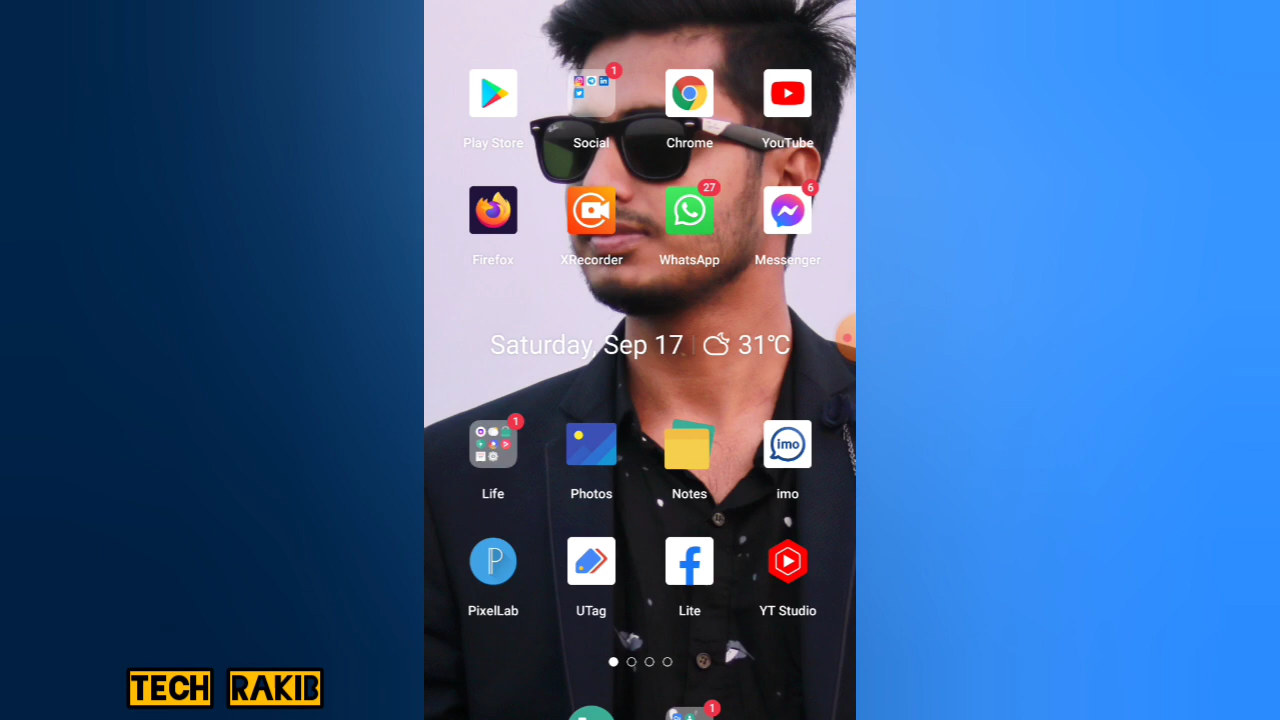 1
Play Store Social Chrome YouTube
27 6
Firefox XRecorder WhatsApp Messenger
Saturday, Sep 17 31°C
1
imo
Life Photos Notes imo
PixelLab UTag Lite YT Studio
1
TECH RAKIB